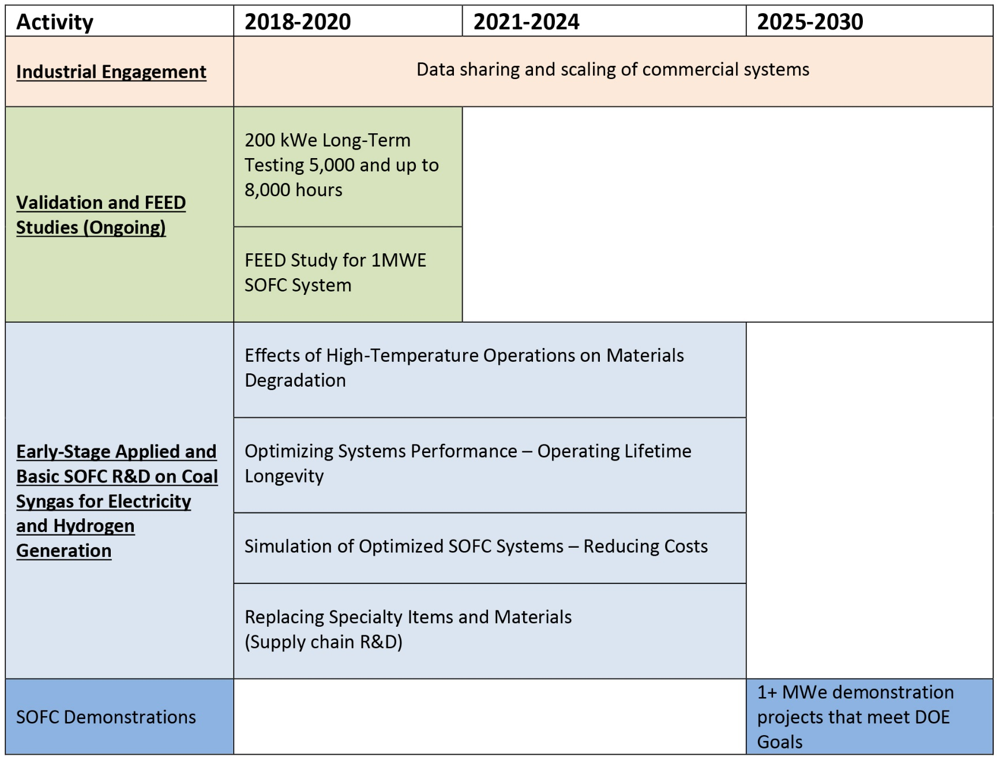 Activity
2018-2020
2021-2024
2025-2030
Industrial Engagement
Data sharing and scaling of commercial systems
Validation and FEED
Studies (Ongoing)
200 kWe Long-Term
Testing 5,000 and up to
8,000 hours
FEED Study for 1MWE
SOFC System
Early-Stage Applied and
Basic SOFC R&D on Coal
Syngas for Electricity
and Hydrogen
Generation
Effects of High-Temperature Operations on Materials
Degradation
Optimizing Systems Performance – Operating Lifetime
Longevity
Simulation of Optimized SOFC Systems – Reducing Costs
Replacing Specialty Items and Materials
(Supply chain R&D)
SOFC Demonstrations
1+ MWe demonstration
projects that meet DOE
Goals